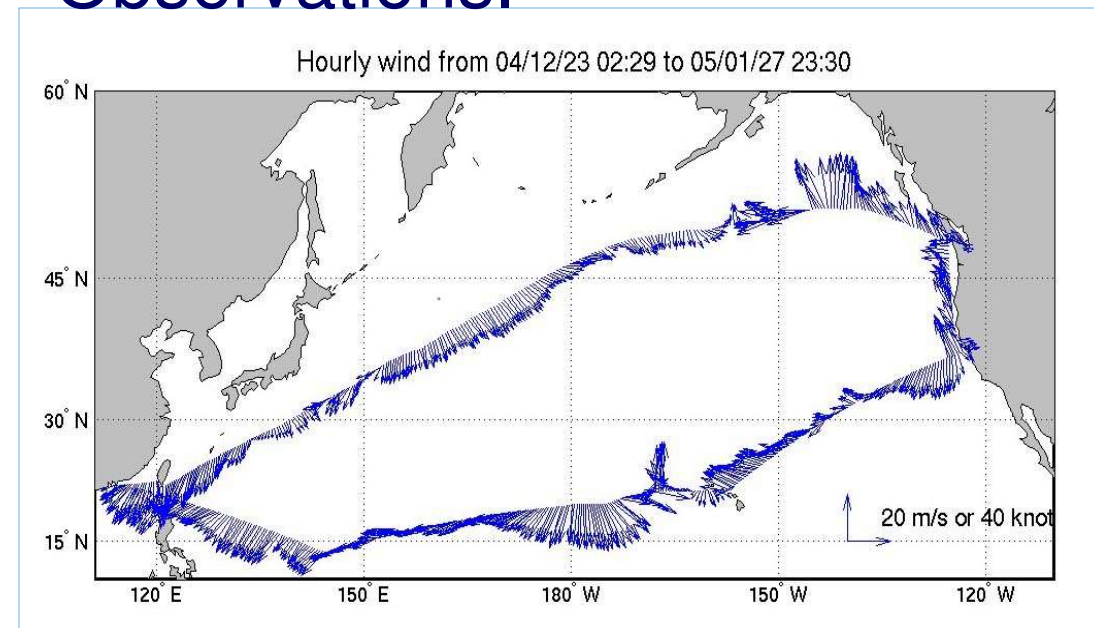 Observations:
Hourly wind from 04/12/23 02:29 to 05/01/27 23:30
60° N
45° N
30° N
15° N
20 m/s or 40 knot
120° E
150° E
180° W
150° W
120° W